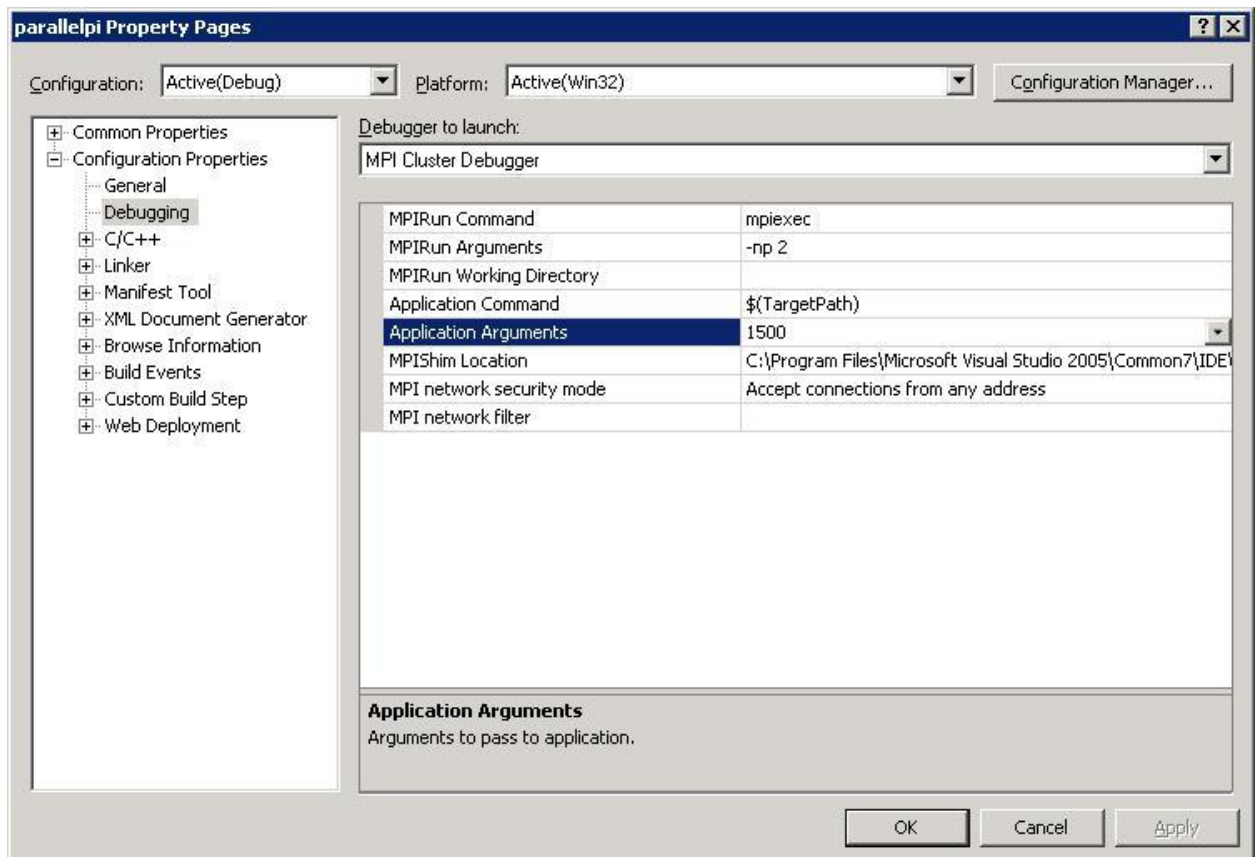 parallelpi Property Pages
Configuration: Active(Debug) Platform: Active(Win32) Configuration Manager...
Common Properties
Configuration Properties
General
Debugging
C/C++
Linker
Manifest Tool
XML Document Generator
Browse Information
Build Events
Custom Build Step
Web Deployment
Debugger to launch:
MPI Cluster Debugger
MPIRun Command mpiexec
MPIRun Arguments -np 2
MPIRun Working Directory
Application Command $(TargetPath)
Application Arguments 1500
MPIShim Location C:\Program Files\Microsoft Visual Studio 2005\Common7\IDE\
MPI network security mode Accept connections from any address
MPI network filter
Application Arguments
Arguments to pass to application.
OK Cancel Apply